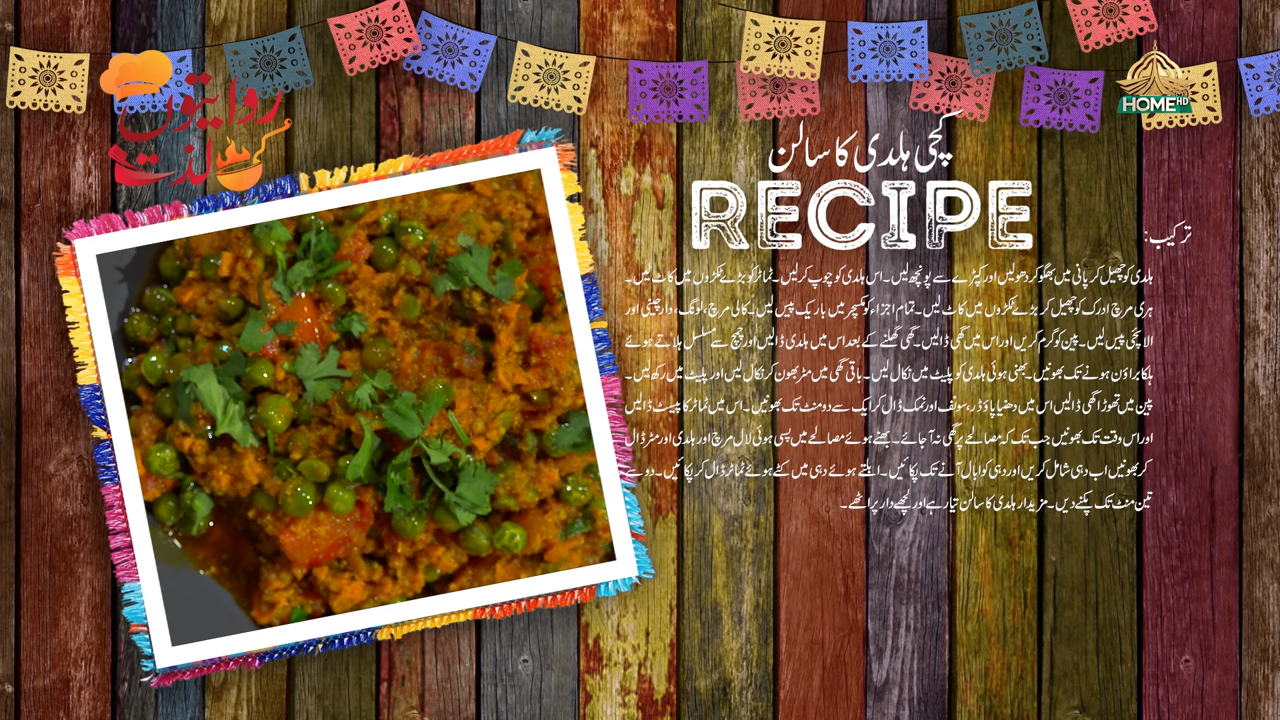 روایتوں
کی لذت
HOME HD
کچی ہلدی کا سالن
RECIPE
ترکیب:
ہلدی کو چھیل کر پانی میں بھگو کر دھو لیں اور کپڑے سے پونچھ لیں۔ اس ہلدی کو چوپ کر لیں۔ ٹماٹر کو بڑے ٹکڑوں میں کاٹ لیں۔
ہری مرچ ادرک کو چھیل کر بڑے ٹکڑوں میں کاٹ لیں۔ تمام اجزاء کو مکسچر میں باریک پیس لیں۔ کالی مرچ، لونگ، دار چینی اور
الائچی پیس لیں۔ پین کو گرم کریں اور اس میں گھی ڈالیں۔ گھی گھلنے کے بعد اس میں ہلدی ڈالیں اور چمچ سے مسلسل ہلاتے ہوئے
ہلکا براؤن ہونے تک بھونیں۔ بھنی ہوئی ہلدی کو پلیٹ میں نکال لیں۔ باقی گھی میں مٹر بھون کر نکال لیں اور پلیٹ میں رکھ لیں۔
پین میں تھوڑا گھی ڈالیں اس میں دھنیا پاؤڈر، سونف اور نمک ڈال کر ایک سے دو منٹ تک بھونیں۔ اس میں ٹماٹر کا پیسٹ ڈالیں
اور اس وقت تک بھونیں جب تک کہ مصالحے پر گھی نہ آ جائے۔ بھنے ہوئے مصالحے میں پسی ہوئی لال مرچ اور ہلدی اور مٹر ڈال
کر بھونیں اب دہی شامل کریں اور دہی کو ابال آنے تک پکائیں۔ ابلتے ہوئے دہی میں کٹے ہوئے ٹماٹر ڈال کر پکائیں۔ دو سے
تین منٹ تک پکنے دیں۔ مزیدار ہلدی کا سالن تیار ہے اور لچھے دار پراٹھے۔